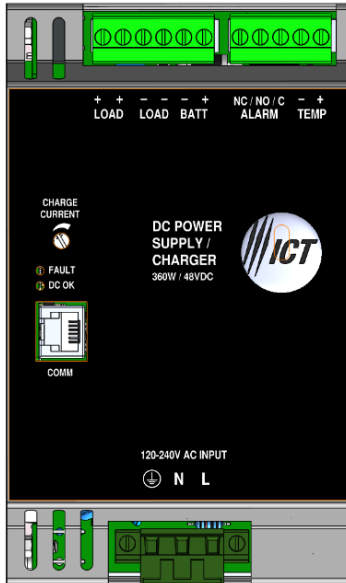 + + - - - +
LOAD LOAD BATT
NC / NO / C - +
ALARM TEMP
CHARGE
CURRENT
FAULT
DC OK
COMM
DC POWER
SUPPLY /
CHARGER
360W / 48VDC
ICT
120-240V AC INPUT
N L